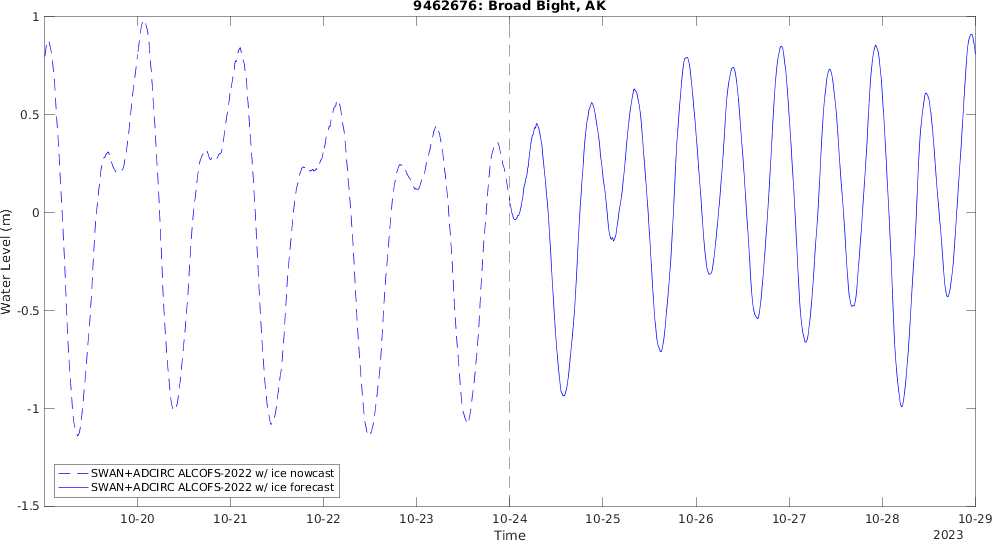 9462676: Broad Bight, AK
1
0.5
0
-0.5
-1
-1.5
Water Level (m)
SWAN+ADCIRC ALCOFS-2022 w/ ice nowcast
SWAN+ADCIRC ALCOFS-2022 w/ ice forecast
10-20 10-21 10-22 10-23 10-24 10-25 10-26 10-27 10-28 10-29
Time
2023